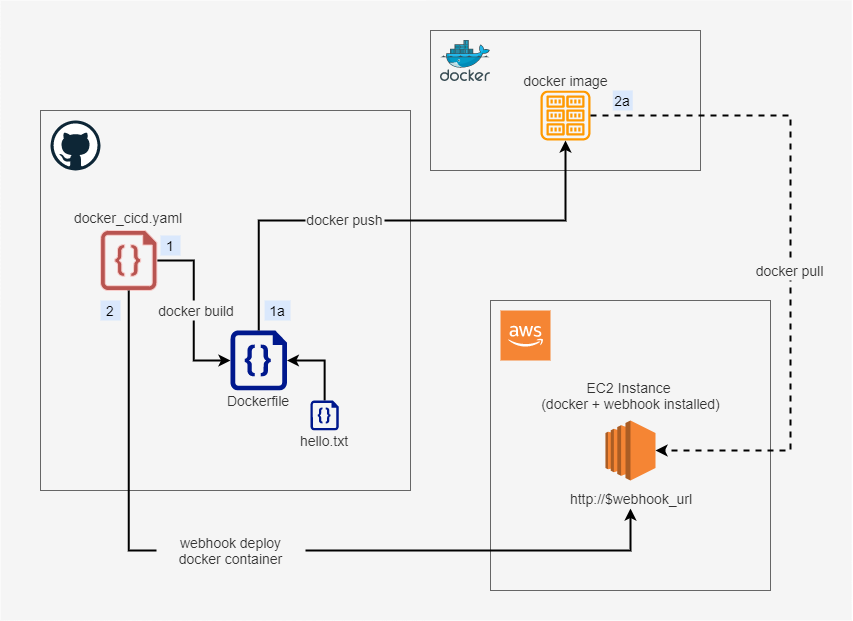 docker
docker image
2a
docker_cicd.yaml
1
docker push
docker pull
2
docker build
1a
aws
Dockerfile
hello.txt
EC2 Instance
(docker + webhook installed)
http://$webhook_url
webhook deploy
docker container